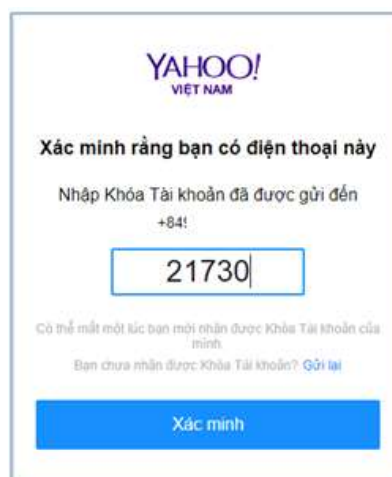 YAHOO!
VIỆT NAM
Xác minh rằng bạn có điện thoại này
Nhập Khóa Tài khoản đã được gửi đến
+849
21730
Có thể mất một lúc bạn mới nhận được Khóa Tài khoản của
mình
Bạn chưa nhận được Khóa Tài khoản? Gửi lại
Xác minh